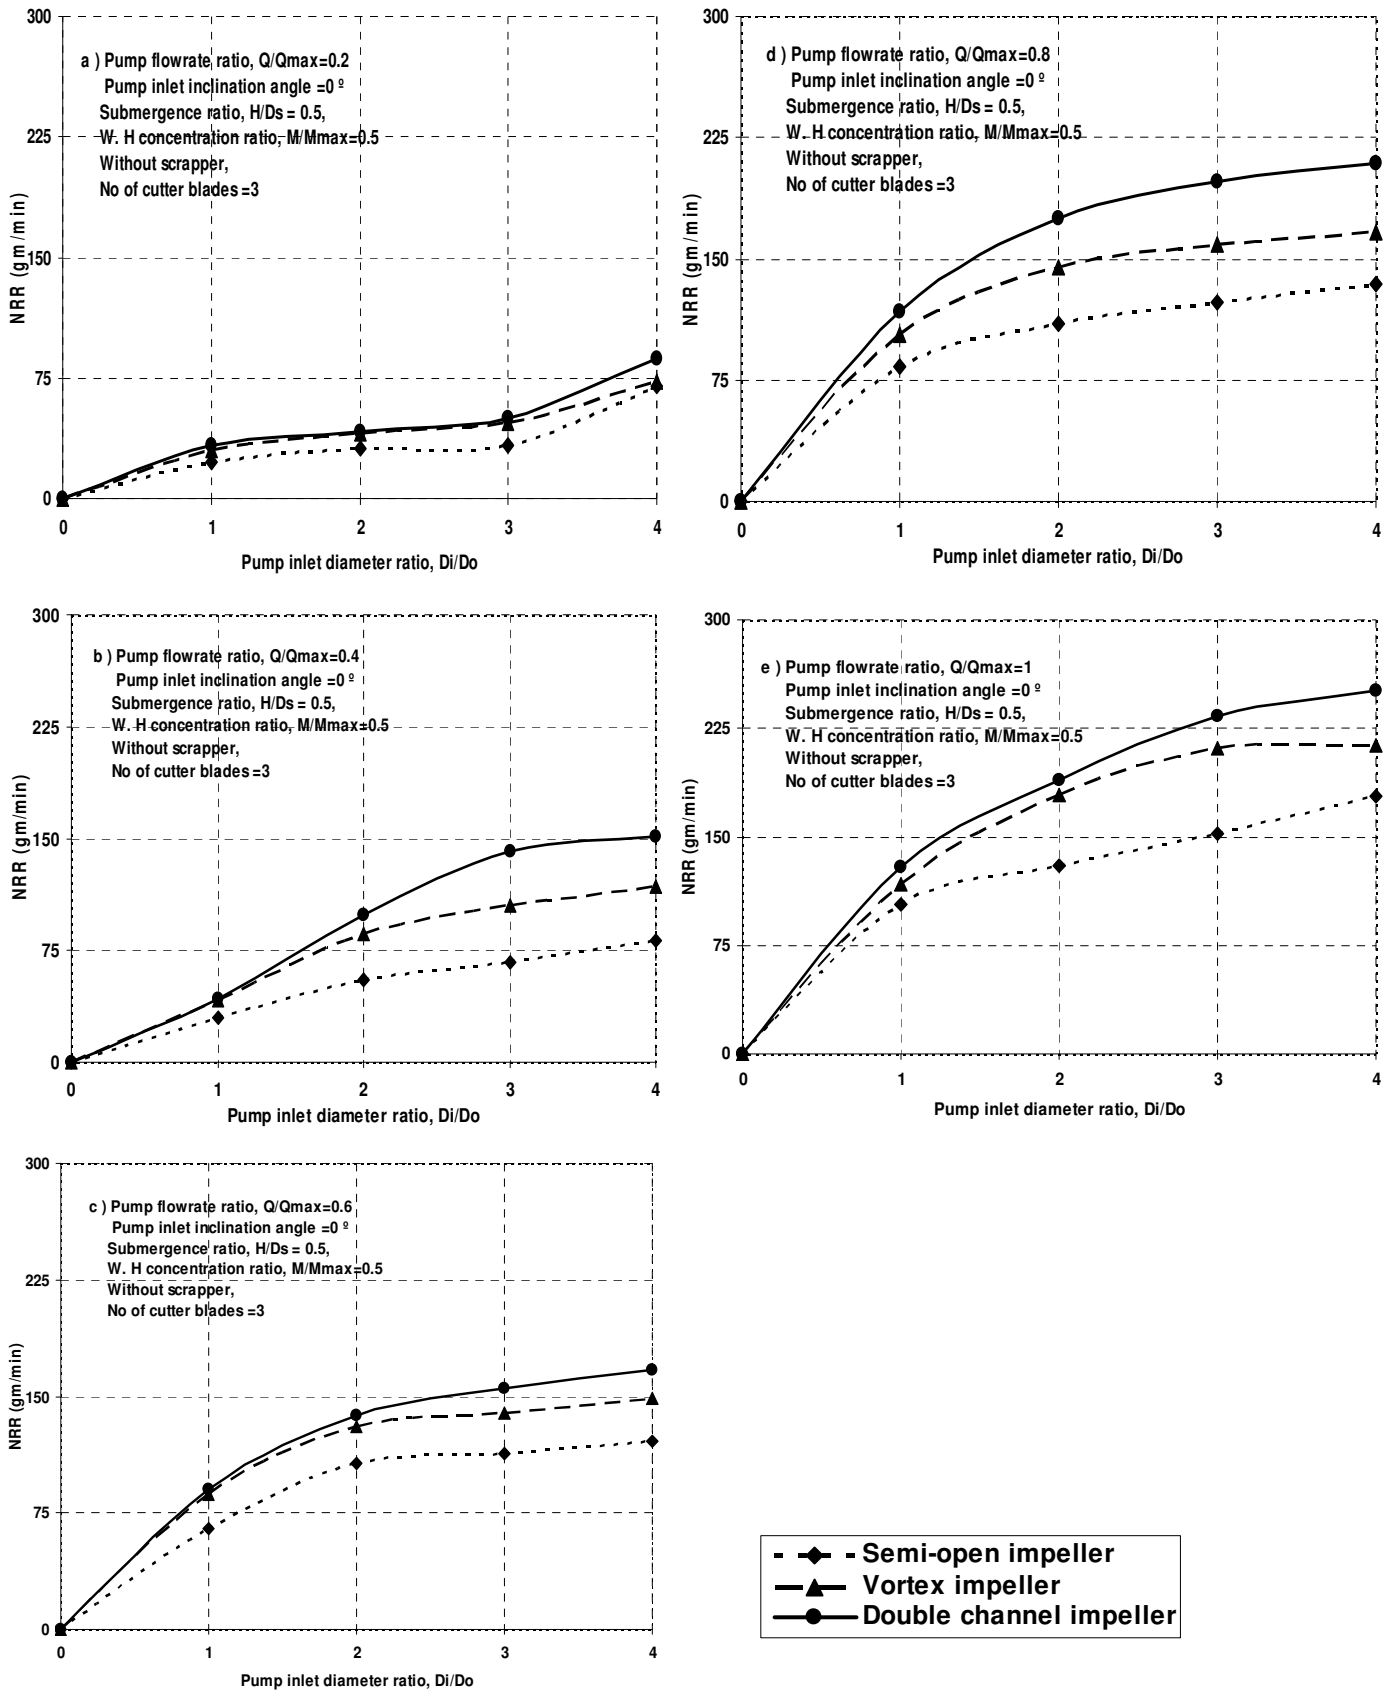 300
225
150
75
0
NRR (gm/min)
a ) Pump flowrate ratio, Q/Qmax=0.2
Pump inlet inclination angle =0 º
Submergence ratio, H/Ds = 0.5,
W. H concentration ratio, M/Mmax=0.5
Without scrapper,
No of cutter blades =3
0 1 2 3 4
Pump inlet diameter ratio, Di/Do
300
225
150
75
0
NRR (gm/min)
d ) Pump flowrate ratio, Q/Qmax=0.8
Pump inlet inclination angle =0 º
Submergence ratio, H/Ds = 0.5,
W. H concentration ratio, M/Mmax=0.5
Without scrapper,
No of cutter blades =3
0 1 2 3 4
Pump inlet diameter ratio, Di/Do
300
225
150
75
0
NRR (gm/min)
b ) Pump flowrate ratio, Q/Qmax=0.4
Pump inlet inclination angle =0 º
Submergence ratio, H/Ds = 0.5,
W. H concentration ratio, M/Mmax=0.5
Without scrapper,
No of cutter blades =3
0 1 2 3 4
Pump inlet diameter ratio, Di/Do
300
225
150
75
0
NRR (gm/min)
e ) Pump flowrate ratio, Q/Qmax=1
Pump inlet inclination angle =0 º
Submergence ratio, H/Ds = 0.5,
W. H concentration ratio, M/Mmax=0.5
Without scrapper,
No of cutter blades =3
0 1 2 3 4
Pump inlet diameter ratio, Di/Do
300
225
150
75
0
NRR (gm/min)
c ) Pump flowrate ratio, Q/Qmax=0.6
Pump inlet inclination angle =0 º
Submergence ratio, H/Ds = 0.5,
W. H concentration ratio, M/Mmax=0.5
Without scrapper,
No of cutter blades =3
0 1 2 3 4
Pump inlet diameter ratio, Di/Do
Semi-open impeller
Vortex impeller
Double channel impeller